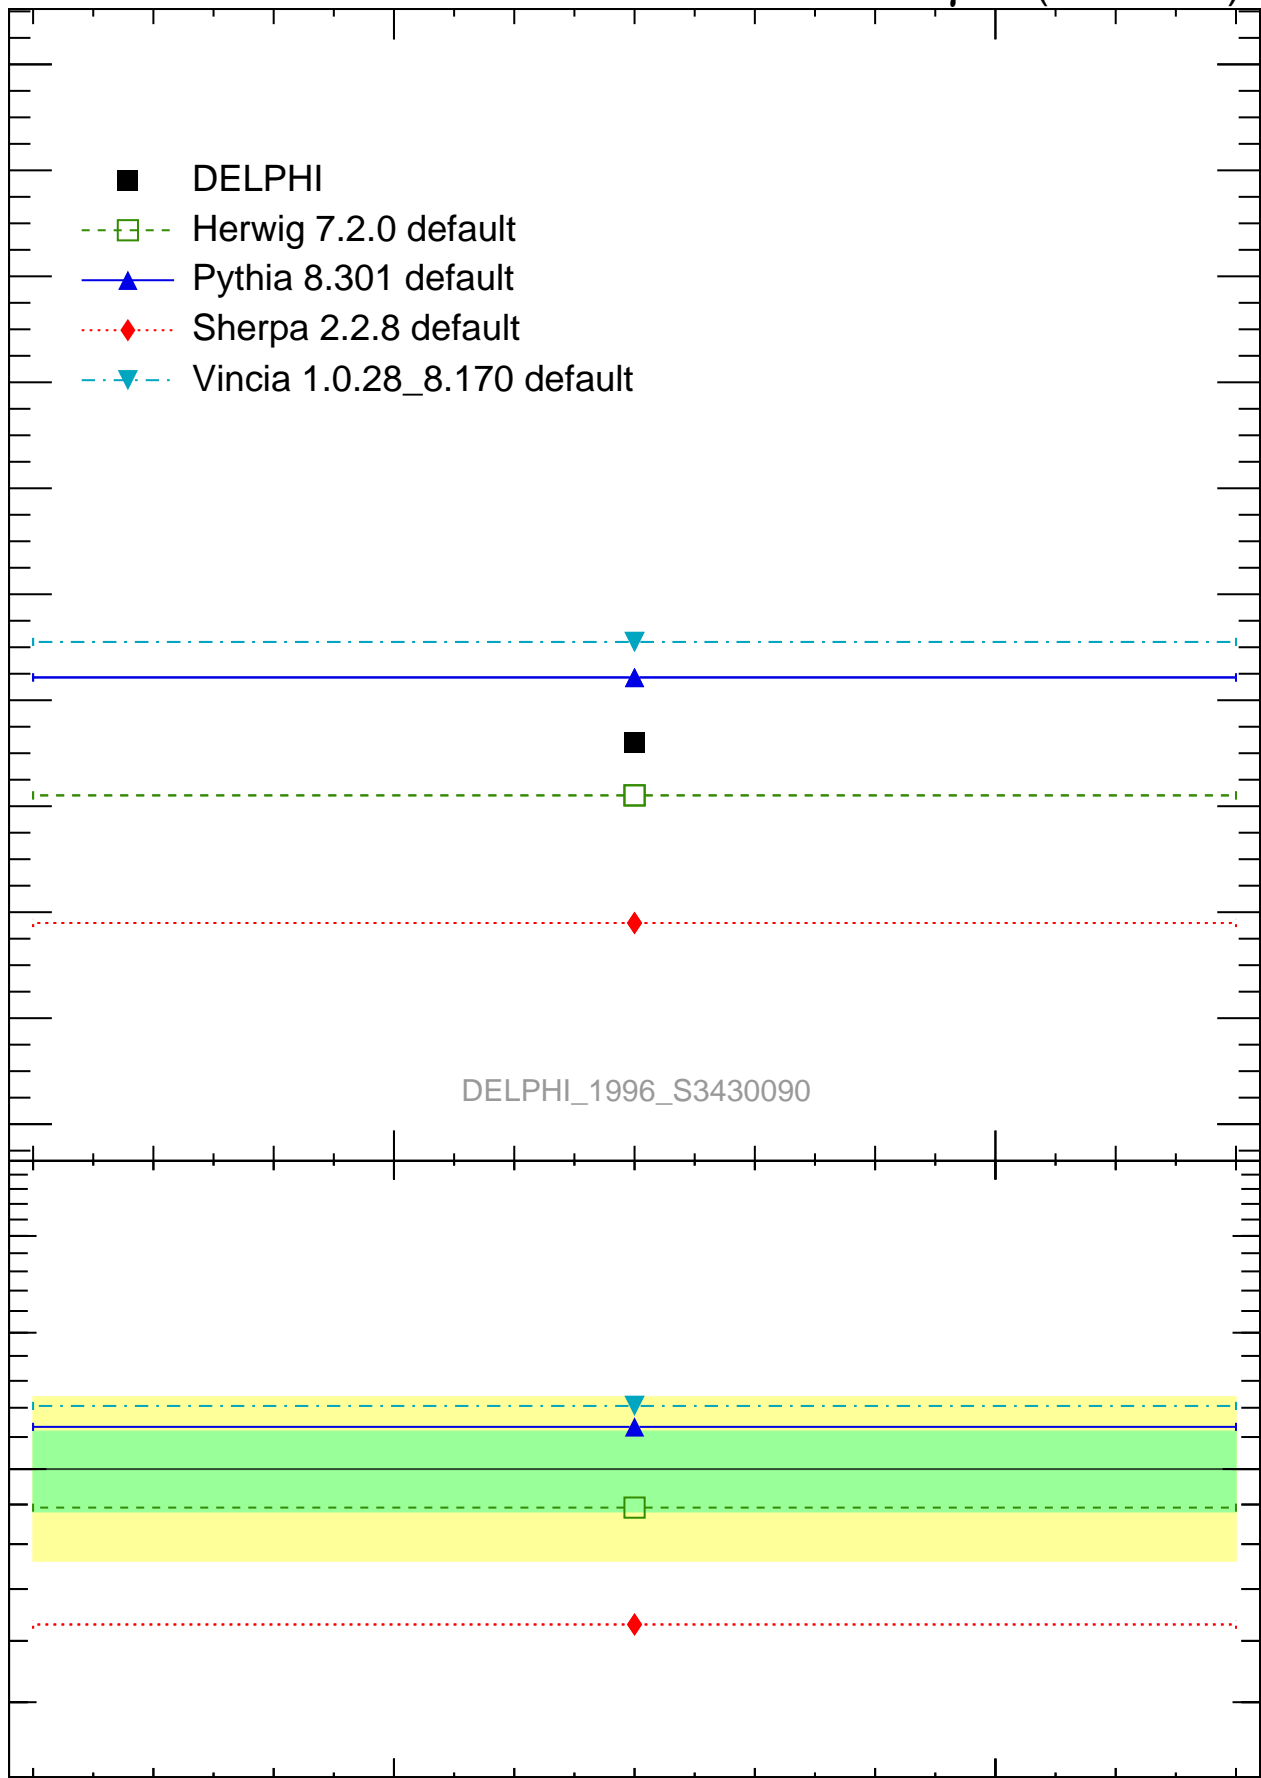 DELPHI
Herwig 7.2.0 default
Pythia 8.301 default
Sherpa 2.2.8 default
Vincia 1.0.28_8.170 default
DELPHI_1996_S3430090